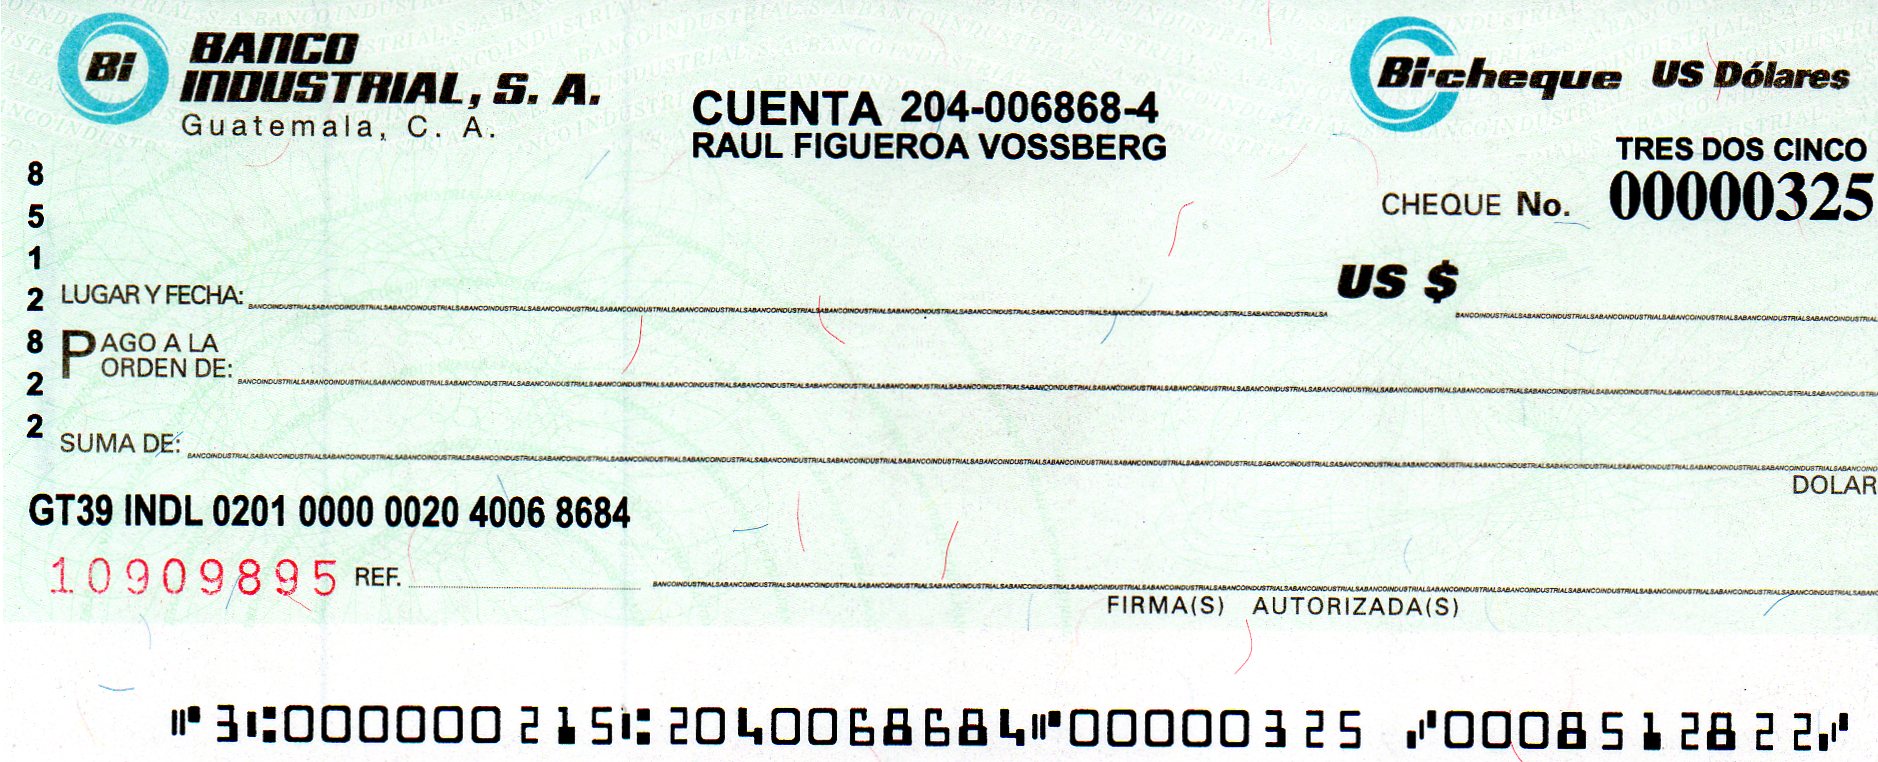 Bi BANCO
INDUSTRIAL, S. A.
Guatemala, C. A.
CUENTA 204-006868-4
RAUL FIGUEROA VOSSBERG
Bi-cheque US Dólares
TRES DOS CINCO
CHEQUE No. 00000325
8
5
1
2
8
2
2
LUGAR Y FECHA:
US $
PAGO A LA
ORDEN DE:
SUMA DE:
DOLAR
GT39 INDL 0201 0000 0020 4006 8684
10909895 REF.
FIRMA(S) AUTORIZADA(S)
⑈31⑆000000215⑆2040068684⑈00000325 ⑇0008512822⑇